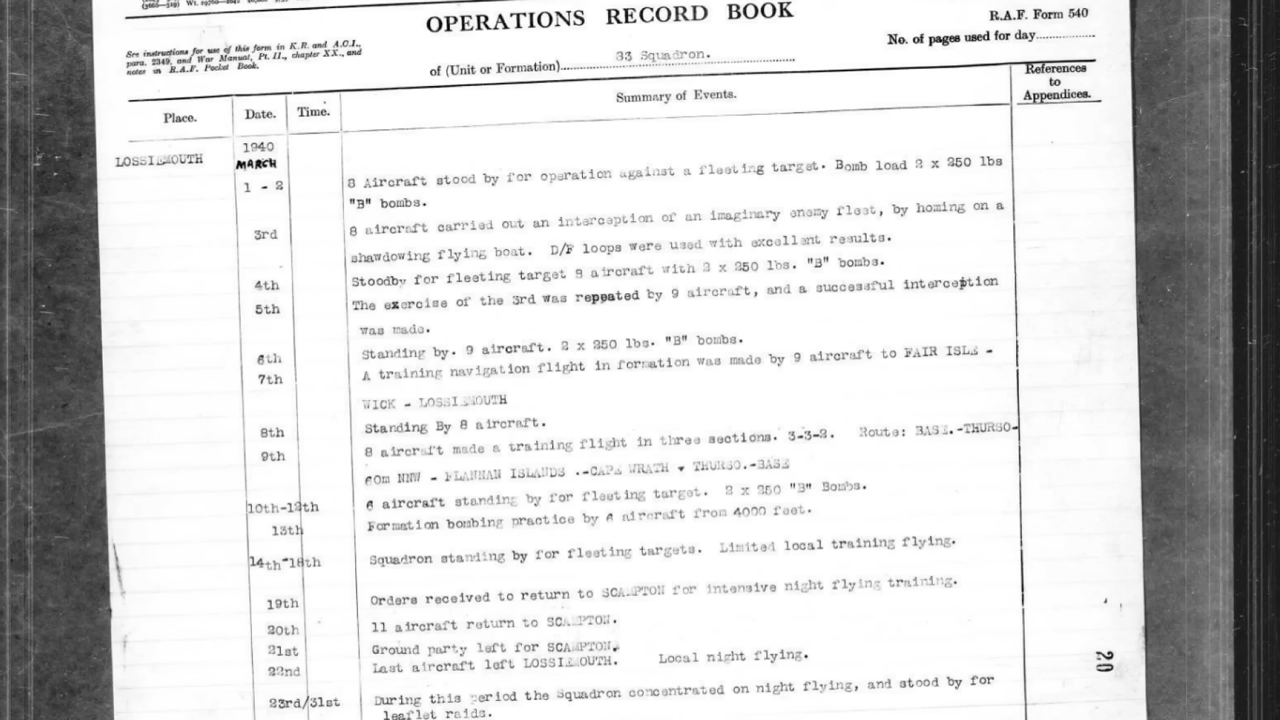 OPERATIONS RECORD BOOK
R.A.F. Form 540
See instructions for use of this form in K.R. and A.C.I.,
para. 2349, and War Manual, Pt. II., chapter XX., and
notes in R.A.F. Pocket Book.
No. of pages used for day
of (Unit or Formation) 83 Squadron.
References
to
Appendices.
Place. Date. Time. Summary of Events.
LOSSIEMOUTH 1940
MARCH
1 - 2 8 Aircraft stood by for operation against a fleeting target. Bomb load 2 x 250 lbs
"B" bombs.
3rd 8 aircraft carried out an interception of an imaginary enemy fleet, by homing on a
shawdowing flying boat. D/F loops were used with excellent results.
4th Stoodby for fleeting target 9 aircraft with 2 x 250 lbs. "B" bombs.
5th The exercise of the 3rd was repeated by 9 aircraft, and a successful interception
was made.
6th Standing by. 9 aircraft. 2 x 250 lbs. "B" bombs.
7th A training navigation flight in formation was made by 9 aircraft to FAIR ISLE -
WICK - LOSSIEMOUTH
8th Standing By 8 aircraft.
9th 8 aircraft made a training flight in three sections. 3-3-2. Route: BASE.-THURSO-
60m NNW - FLANNAN ISLANDS .-CAPE WRATH - THURSO.-BASE
10th-12th 6 aircraft standing by for fleeting target. 2 x 250 "B" Bombs.
13th Formation bombing practice by 6 aircraft from 4000 feet.
14th-18th Squadron standing by for fleeting targets. Limited local training flying.
19th Orders received to return to SCAMPTON for intensive night flying training.
20th 11 aircraft return to SCAMPTON.
21st Ground party left for SCAMPTON.
22nd Last aircraft left LOSSIEMOUTH. Local night flying.
23rd/31st During this period the Squadron concentrated on night flying, and stood by for
leaflet raids.
20